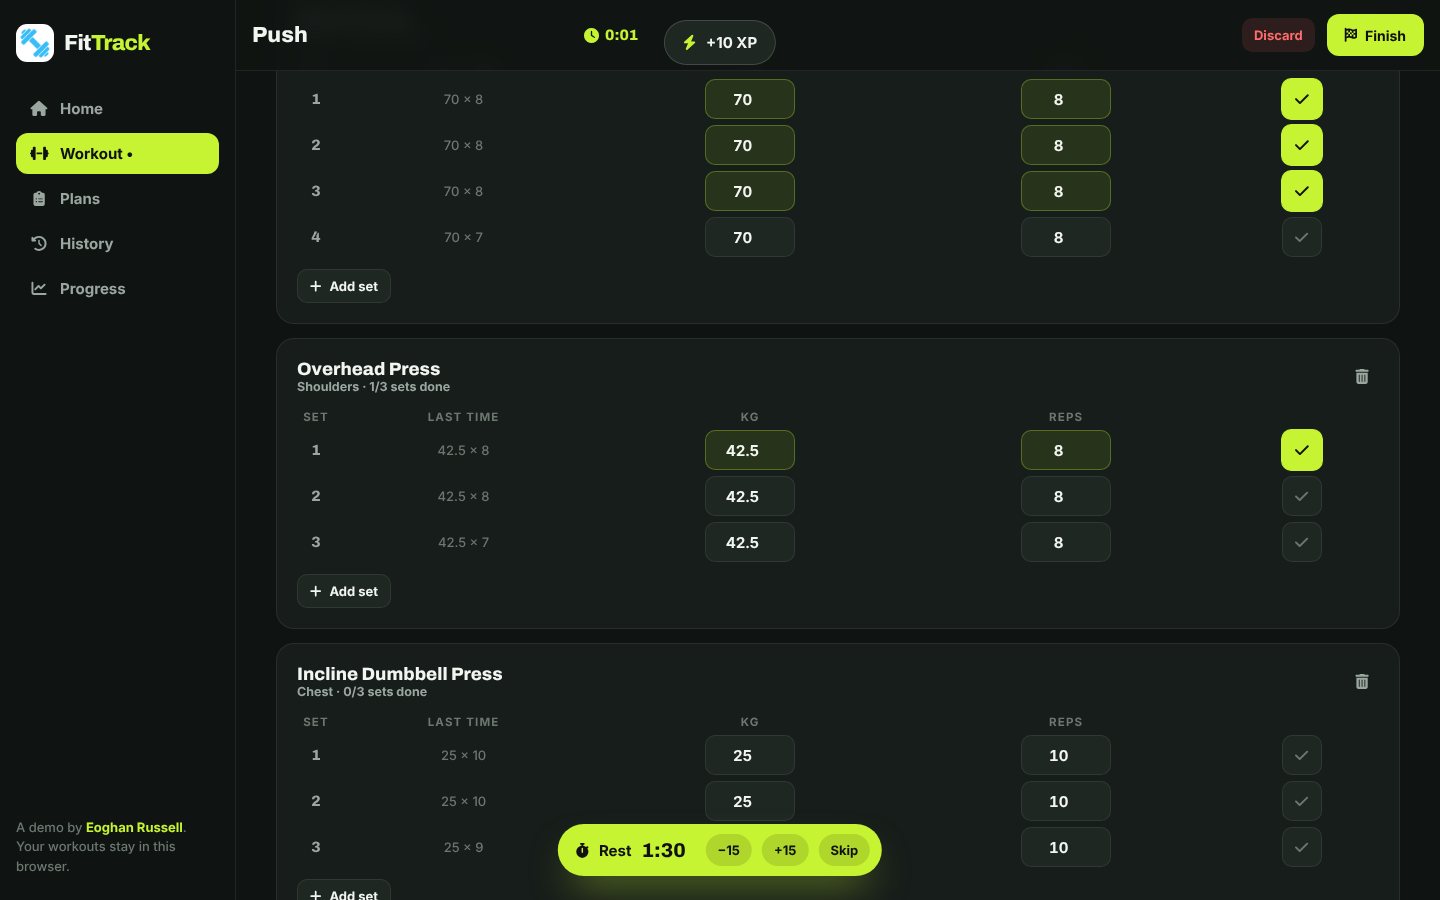 FitTrack
Push
0:01
+10 XP
Discard
Finish
Home
Workout •
Plans
History
Progress
1 70 × 8 70 8
2 70 × 8 70 8
3 70 × 8 70 8
4 70 × 7 70 8
+ Add set
Overhead Press
Shoulders · 1/3 sets done
SET LAST TIME KG REPS
1 42.5 × 8 42.5 8
2 42.5 × 8 42.5 8
3 42.5 × 7 42.5 8
+ Add set
Incline Dumbbell Press
Chest · 0/3 sets done
SET LAST TIME KG REPS
1 25 × 10 25 10
2 25 × 10 25 10
3 25 × 9 10
+ Add set
Rest 1:30 −15 +15 Skip
A demo by Eoghan Russell.
Your workouts stay in this
browser.